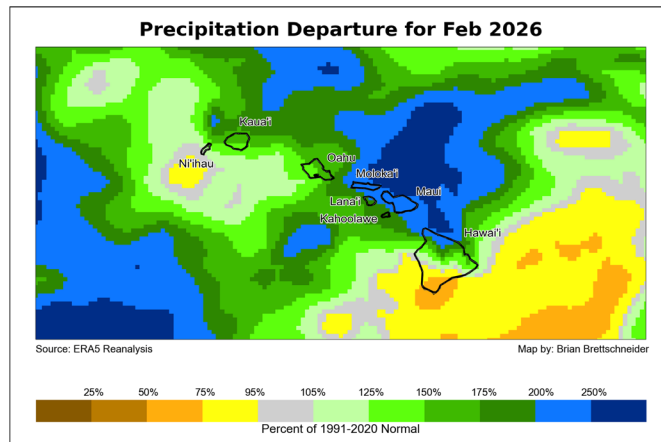 Precipitation Departure for Feb 2026
Kaua'i
Ni'ihau
Oahu
Moloka'i
Lana'i
Maui
Kahoolawe
Hawai'i
Source: ERA5 Reanalysis
Map by: Brian Brettschneider
25% 50% 75% 95% 105% 125% 150% 175% 200% 250%
Percent of 1991-2020 Normal